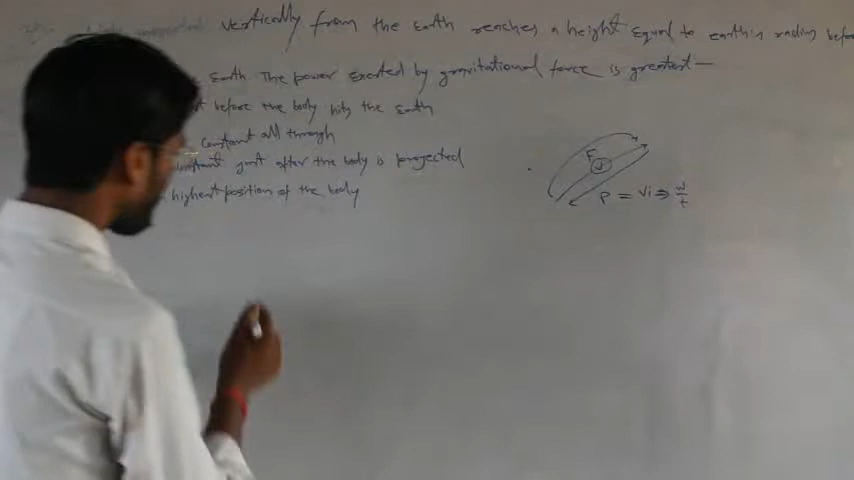 vertically from the earth reaches a height equal to earth's radius befo
earth The power exerted by gravitational force is greatest —
t before the body hits the earth
constant all through
instant just after the body is projected
highest position of the body
F
P = Vi ⇒ W/t